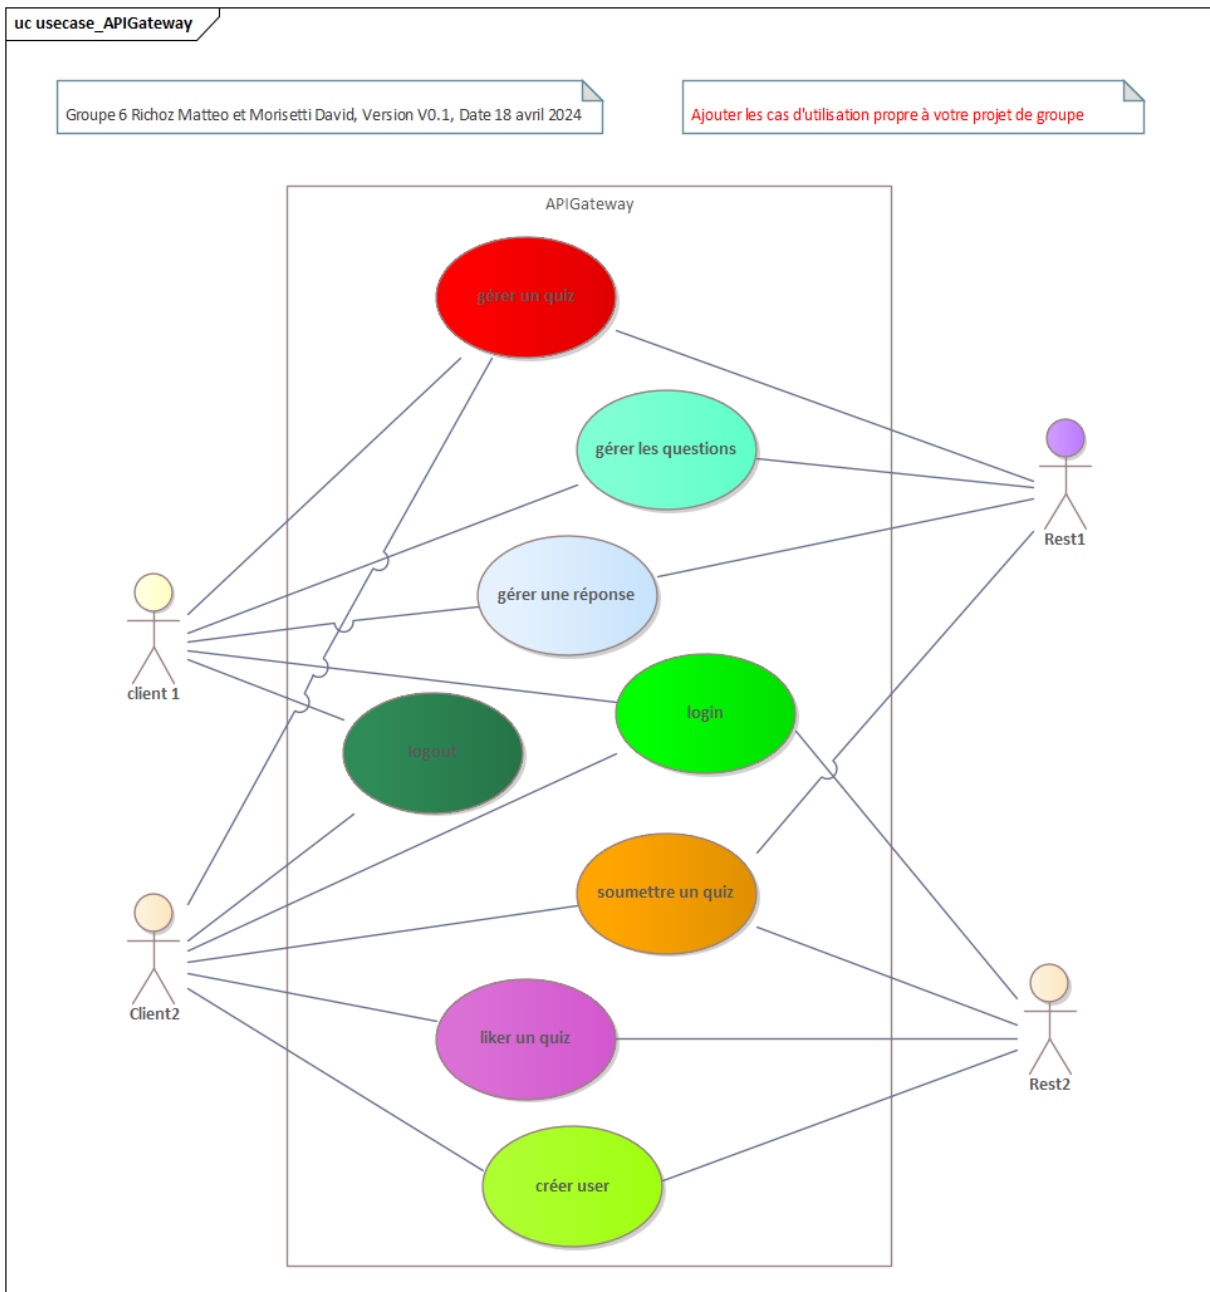 uc usecase_APIGateway
Groupe 6 Richoz Matteo et Morisetti David, Version V0.1, Date 18 avril 2024
Ajouter les cas d'utilisation propre à votre projet de groupe
APIGateway
gérer un quiz
gérer les questions
Rest1
gérer une réponse
client 1
login
logout
soumettre un quiz
Client2
liker un quiz
Rest2
créer user